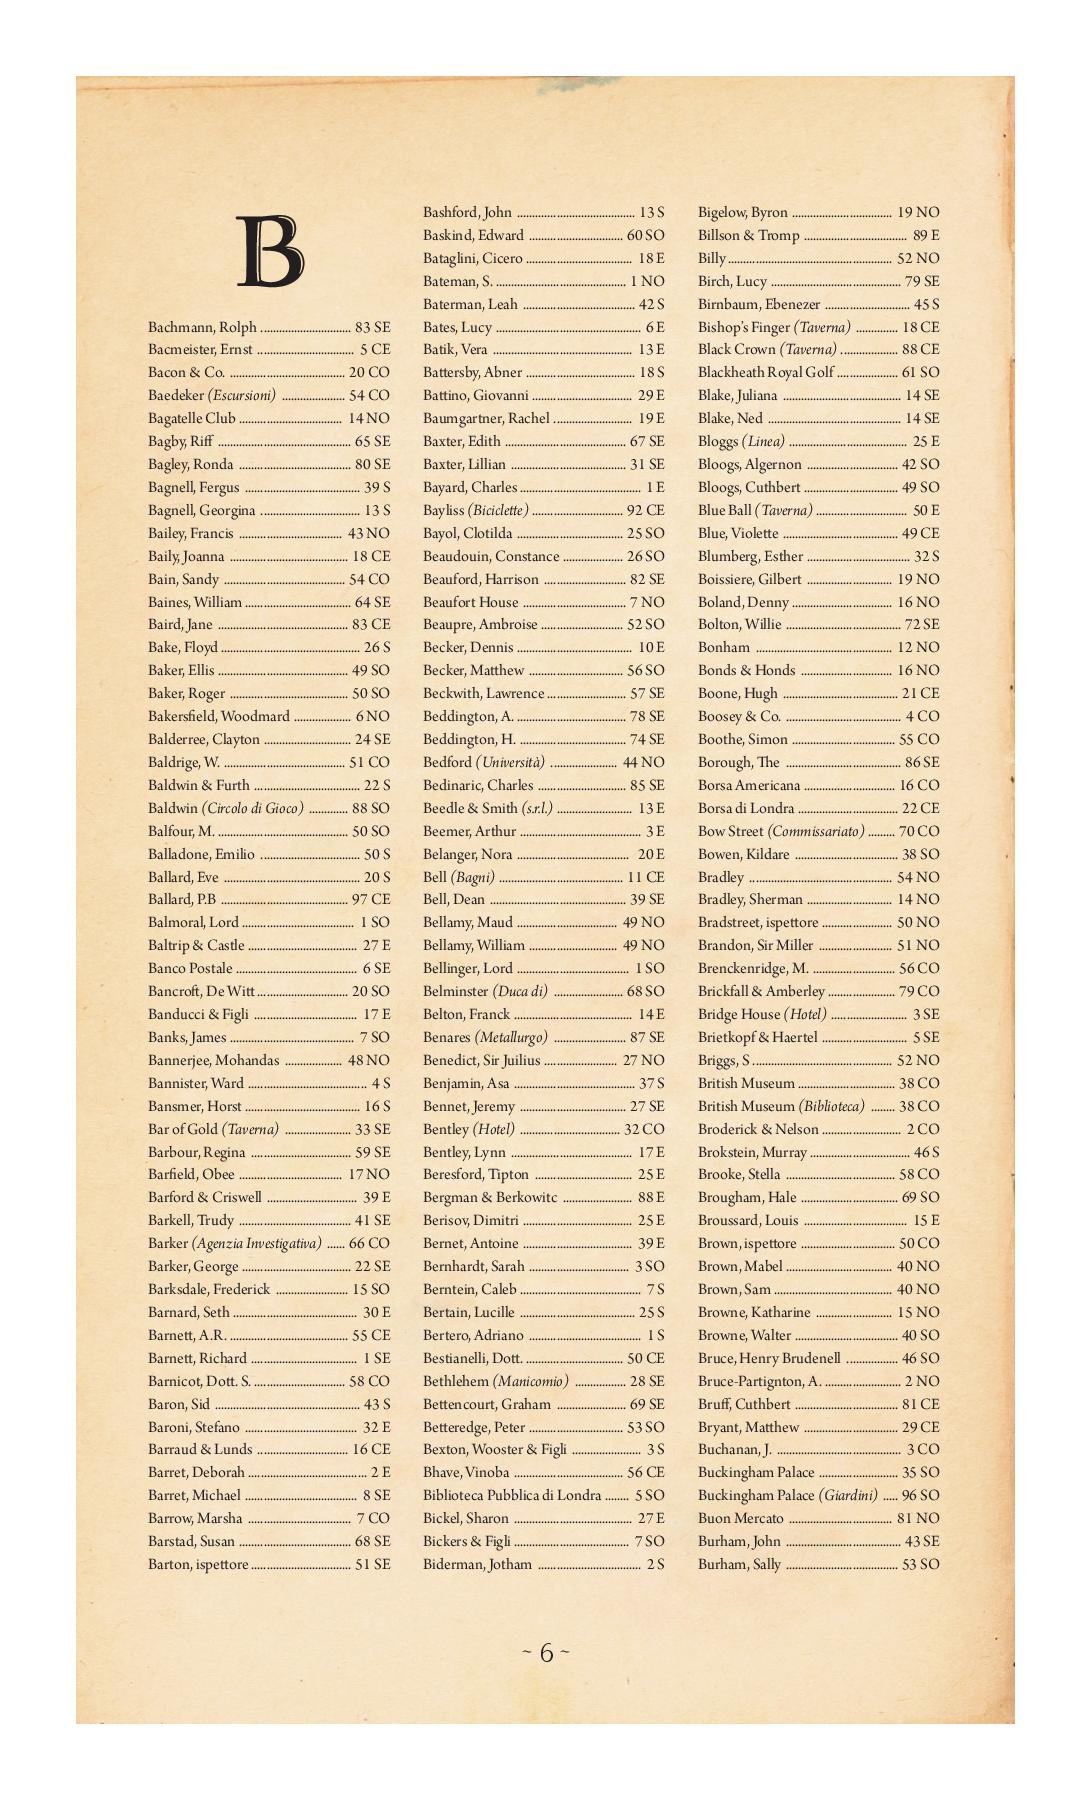 B
Bachmann, Rolph ............ 83 SE
Bacmeister, Ernst ............ 5 CE
Bacon & Co. ............ 20 CO
Baedeker (Escursioni) ............ 54 CO
Bagatelle Club ............ 14 NO
Bagby, Riff ............ 65 SE
Bagley, Ronda ............ 80 SE
Bagnell, Fergus ............ 39 S
Bagnell, Georgina ............ 13 S
Bailey, Francis ............ 43 NO
Baily, Joanna ............ 18 CE
Bain, Sandy ............ 54 CO
Baines, William ............ 64 SE
Baird, Jane ............ 83 CE
Bake, Floyd ............ 26 S
Baker, Ellis ............ 49 SO
Baker, Roger ............ 50 SO
Bakersfield, Woodmard ............ 6 NO
Balderree, Clayton ............ 24 SE
Baldrige, W. ............ 51 CO
Baldwin & Furth ............ 22 S
Baldwin (Circolo di Gioco) ............ 88 SO
Balfour, M. ............ 50 SO
Balladone, Emilio ............ 50 S
Ballard, Eve ............ 20 S
Ballard, P.B ............ 97 CE
Balmoral, Lord ............ 1 SO
Baltrip & Castle ............ 27 E
Banco Postale ............ 6 SE
Bancroft, De Witt ............ 20 SO
Banducci & Figli ............ 17 E
Banks, James ............ 7 SO
Bannerjee, Mohandas ............ 48 NO
Bannister, Ward ............ 4 S
Bansmer, Horst ............ 16 S
Bar of Gold (Taverna) ............ 33 SE
Barbour, Regina ............ 59 SE
Barfield, Obee ............ 17 NO
Barford & Criswell ............ 39 E
Barkell, Trudy ............ 41 SE
Barker (Agenzia Investigativa) ...... 66 CO
Barker, George ............ 22 SE
Barksdale, Frederick ............ 15 SO
Barnard, Seth ............ 30 E
Barnett, A.R. ............ 55 CE
Barnett, Richard ............ 1 SE
Barnicot, Dott. S. ............ 58 CO
Baron, Sid ............ 43 S
Baroni, Stefano ............ 32 E
Barraud & Lunds ............ 16 CE
Barret, Deborah ............ 2 E
Barret, Michael ............ 8 SE
Barrow, Marsha ............ 7 CO
Barstad, Susan ............ 68 SE
Barton, ispettore ............ 51 SE
Bashford, John ............ 13 S
Baskind, Edward ............ 60 SO
Bataglini, Cicero ............ 18 E
Bateman, S. ............ 1 NO
Baterman, Leah ............ 42 S
Bates, Lucy ............ 6 E
Batik, Vera ............ 13 E
Battersby, Abner ............ 18 S
Battino, Giovanni ............ 29 E
Baumgartner, Rachel ............ 19 E
Baxter, Edith ............ 67 SE
Baxter, Lillian ............ 31 SE
Bayard, Charles ............ 1 E
Bayliss (Biciclette) ............ 92 CE
Bayol, Clotilda ............ 25 SO
Beaudouin, Constance ............ 26 SO
Beauford, Harrison ............ 82 SE
Beaufort House ............ 7 NO
Beaupre, Ambroise ............ 52 SO
Becker, Dennis ............ 10 E
Becker, Matthew ............ 56 SO
Beckwith, Lawrence ............ 57 SE
Beddington, A. ............ 78 SE
Beddington, H. ............ 74 SE
Bedford (Università) ............ 44 NO
Bedinaric, Charles ............ 85 SE
Beedle & Smith (s.r.l.) ............ 13 E
Beemer, Arthur ............ 3 E
Belanger, Nora ............ 20 E
Bell (Bagni) ............ 11 CE
Bell, Dean ............ 39 SE
Bellamy, Maud ............ 49 NO
Bellamy, William ............ 49 NO
Bellinger, Lord ............ 1 SO
Belminster (Duca di) ............ 68 SO
Belton, Franck ............ 14 E
Benares (Metallurgo) ............ 87 SE
Benedict, Sir Juilius ............ 27 NO
Benjamin, Asa ............ 37 S
Bennet, Jeremy ............ 27 SE
Bentley (Hotel) ............ 32 CO
Bentley, Lynn ............ 17 E
Beresford, Tipton ............ 25 E
Bergman & Berkowitc ............ 88 E
Berisov, Dimitri ............ 25 E
Bernet, Antoine ............ 39 E
Bernhardt, Sarah ............ 3 SO
Berntein, Caleb ............ 7 S
Bertain, Lucille ............ 25 S
Bertero, Adriano ............ 1 S
Bestianelli, Dott. ............ 50 CE
Bethlehem (Manicomio) ............ 28 SE
Bettencourt, Graham ............ 69 SE
Betteredge, Peter ............ 53 SO
Bexton, Wooster & Figli ............ 3 S
Bhave, Vinoba ............ 56 CE
Biblioteca Pubblica di Londra ....... 5 SO
Bickel, Sharon ............ 27 E
Bickers & Figli ............ 7 SO
Biderman, Jotham ............ 2 S
Bigelow, Byron ............ 19 NO
Billson & Tromp ............ 89 E
Billy ............ 52 NO
Birch, Lucy ............ 79 SE
Birnbaum, Ebenezer ............ 45 S
Bishop's Finger (Taverna) ............ 18 CE
Black Crown (Taverna) ............ 88 CE
Blackheath Royal Golf ............ 61 SO
Blake, Juliana ............ 14 SE
Blake, Ned ............ 14 SE
Bloggs (Linea) ............ 25 E
Bloogs, Algernon ............ 42 SO
Bloogs, Cuthbert ............ 49 SO
Blue Ball (Taverna) ............ 50 E
Blue, Violette ............ 49 CE
Blumberg, Esther ............ 32 S
Boissiere, Gilbert ............ 19 NO
Boland, Denny ............ 16 NO
Bolton, Willie ............ 72 SE
Bonham ............ 12 NO
Bonds & Honds ............ 16 NO
Boone, Hugh ............ 21 CE
Boosey & Co. ............ 4 CO
Boothe, Simon ............ 55 CO
Borough, The ............ 86 SE
Borsa Americana ............ 16 CO
Borsa di Londra ............ 22 CE
Bow Street (Commissariato) ........ 70 CO
Bowen, Kildare ............ 38 SO
Bradley ............ 54 NO
Bradley, Sherman ............ 14 NO
Bradstreet, ispettore ............ 50 NO
Brandon, Sir Miller ............ 51 NO
Brenckenridge, M. ............ 56 CO
Brickfall & Amberley ............ 79 CO
Bridge House (Hotel) ............ 3 SE
Brietkopf & Haertel ............ 5 SE
Briggs, S ............ 52 NO
British Museum ............ 38 CO
British Museum (Biblioteca) ....... 38 CO
Broderick & Nelson ............ 2 CO
Brokstein, Murray ............ 46 S
Brooke, Stella ............ 58 CO
Brougham, Hale ............ 69 SO
Broussard, Louis ............ 15 E
Brown, ispettore ............ 50 CO
Brown, Mabel ............ 40 NO
Brown, Sam ............ 40 NO
Browne, Katharine ............ 15 NO
Browne, Walter ............ 40 SO
Bruce, Henry Brudenell ............ 46 SO
Bruce-Partignton, A. ............ 2 NO
Bruff, Cuthbert ............ 81 CE
Bryant, Matthew ............ 29 CE
Buchanan, J. ............ 3 CO
Buckingham Palace ............ 35 SO
Buckingham Palace (Giardini) ..... 96 SO
Buon Mercato ............ 81 NO
Burham, John ............ 43 SE
Burham, Sally ............ 53 SO
~ 6 ~